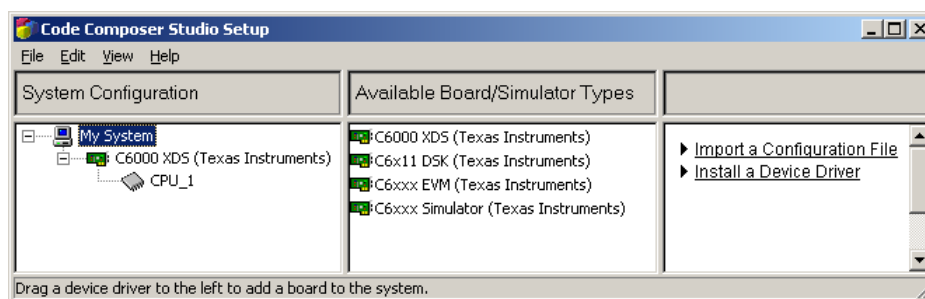 Code Composer Studio Setup
File Edit View Help
System Configuration
Available Board/Simulator Types
My System
C6000 XDS (Texas Instruments)
CPU_1
C6000 XDS (Texas Instruments)
C6x11 DSK (Texas Instruments)
C6xxx EVM (Texas Instruments)
C6xxx Simulator (Texas Instruments)
Import a Configuration File
Install a Device Driver
Drag a device driver to the left to add a board to the system.